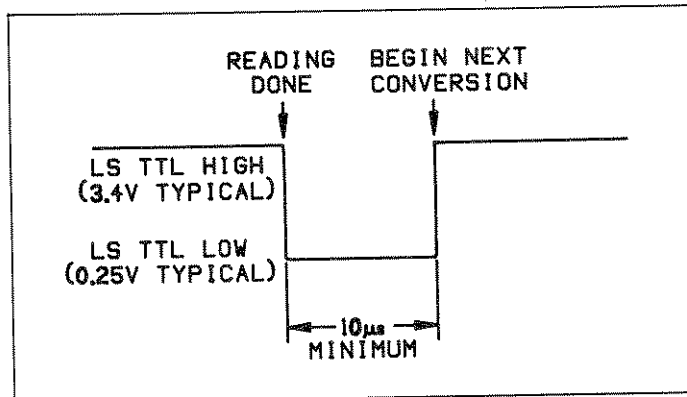 READING
DONE
BEGIN NEXT
CONVERSION
LS TTL HIGH
(3.4V TYPICAL)
LS TTL LOW
(0.25V TYPICAL)
10μs
MINIMUM